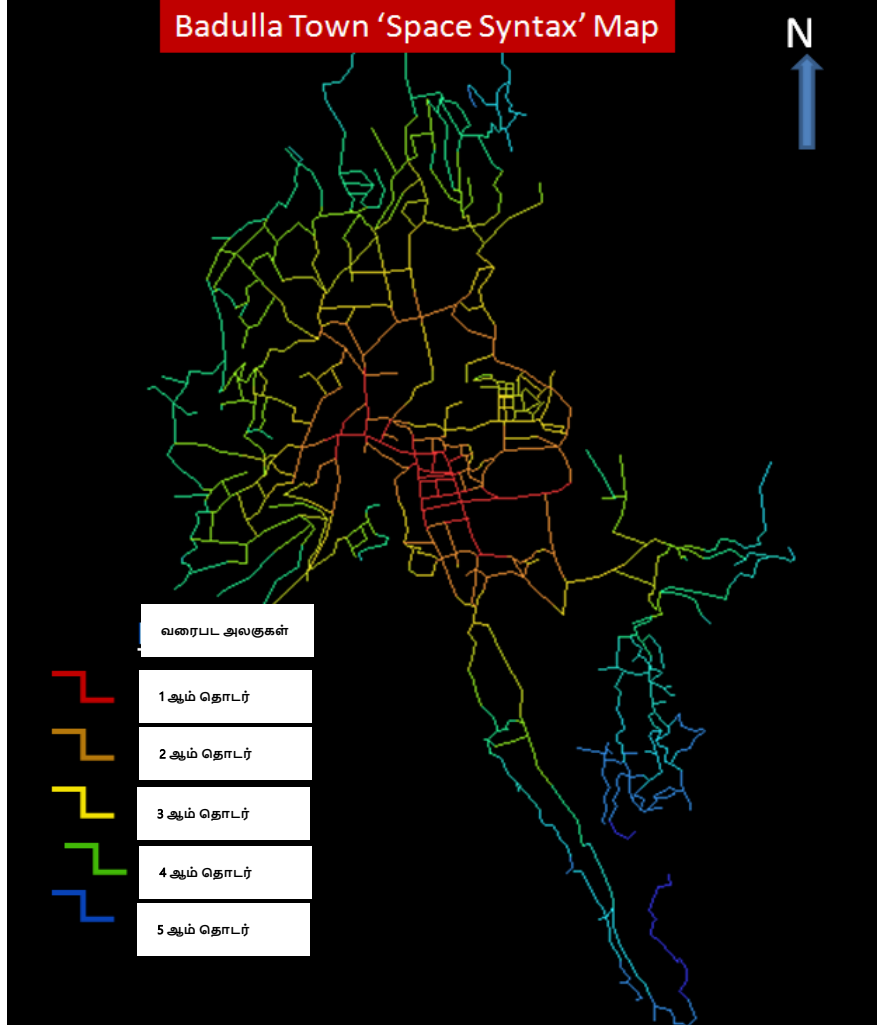 Badulla Town ‘Space Syntax’ Map
N
வரைபட அலகுகள்
1 ஆம் தொடர்
2 ஆம் தொடர்
3 ஆம் தொடர்
4 ஆம் தொடர்
5 ஆம் தொடர்